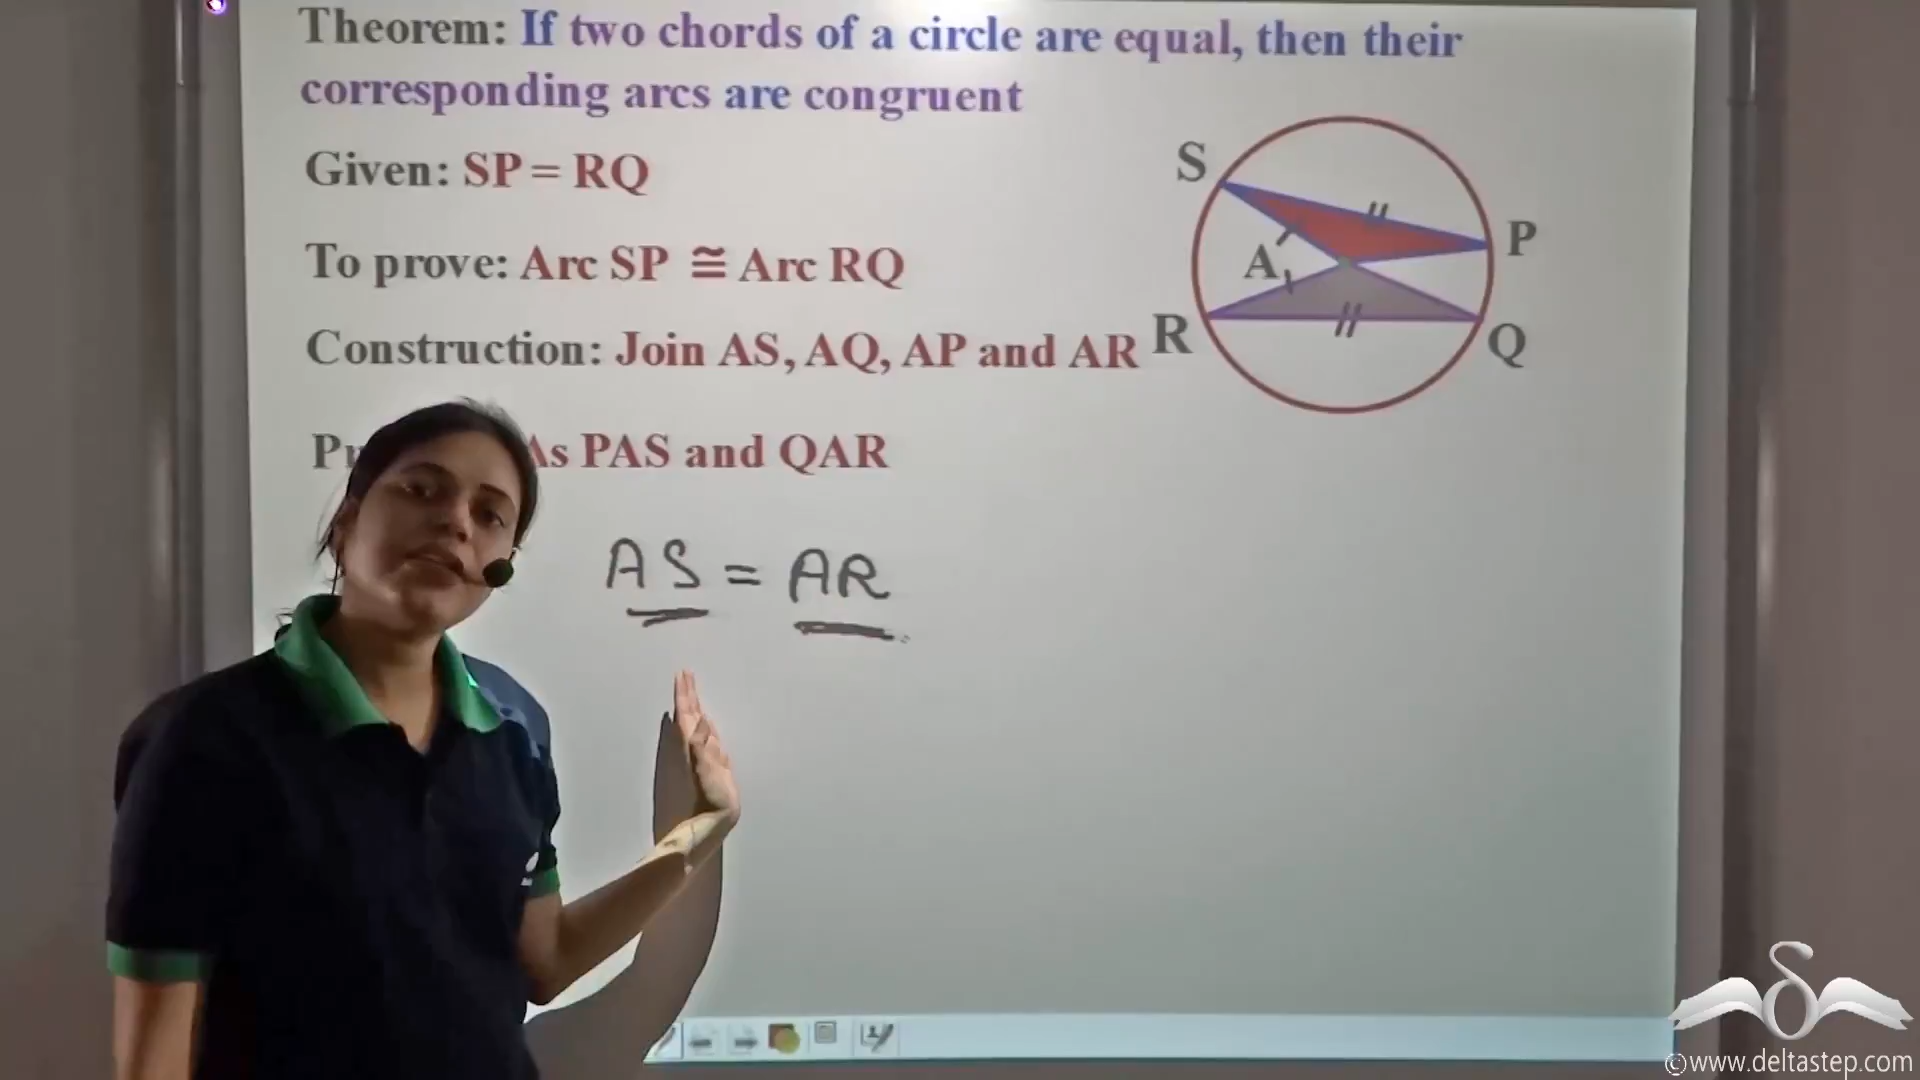 Theorem: If two chords of a circle are equal, then their
corresponding arcs are congruent
Given: SP = RQ
To prove: Arc SP ≅ Arc RQ
Construction: Join AS, AQ, AP and AR
PAS and QAR
AS = AR
S
P
A
R
Q
©www.deltastep.com